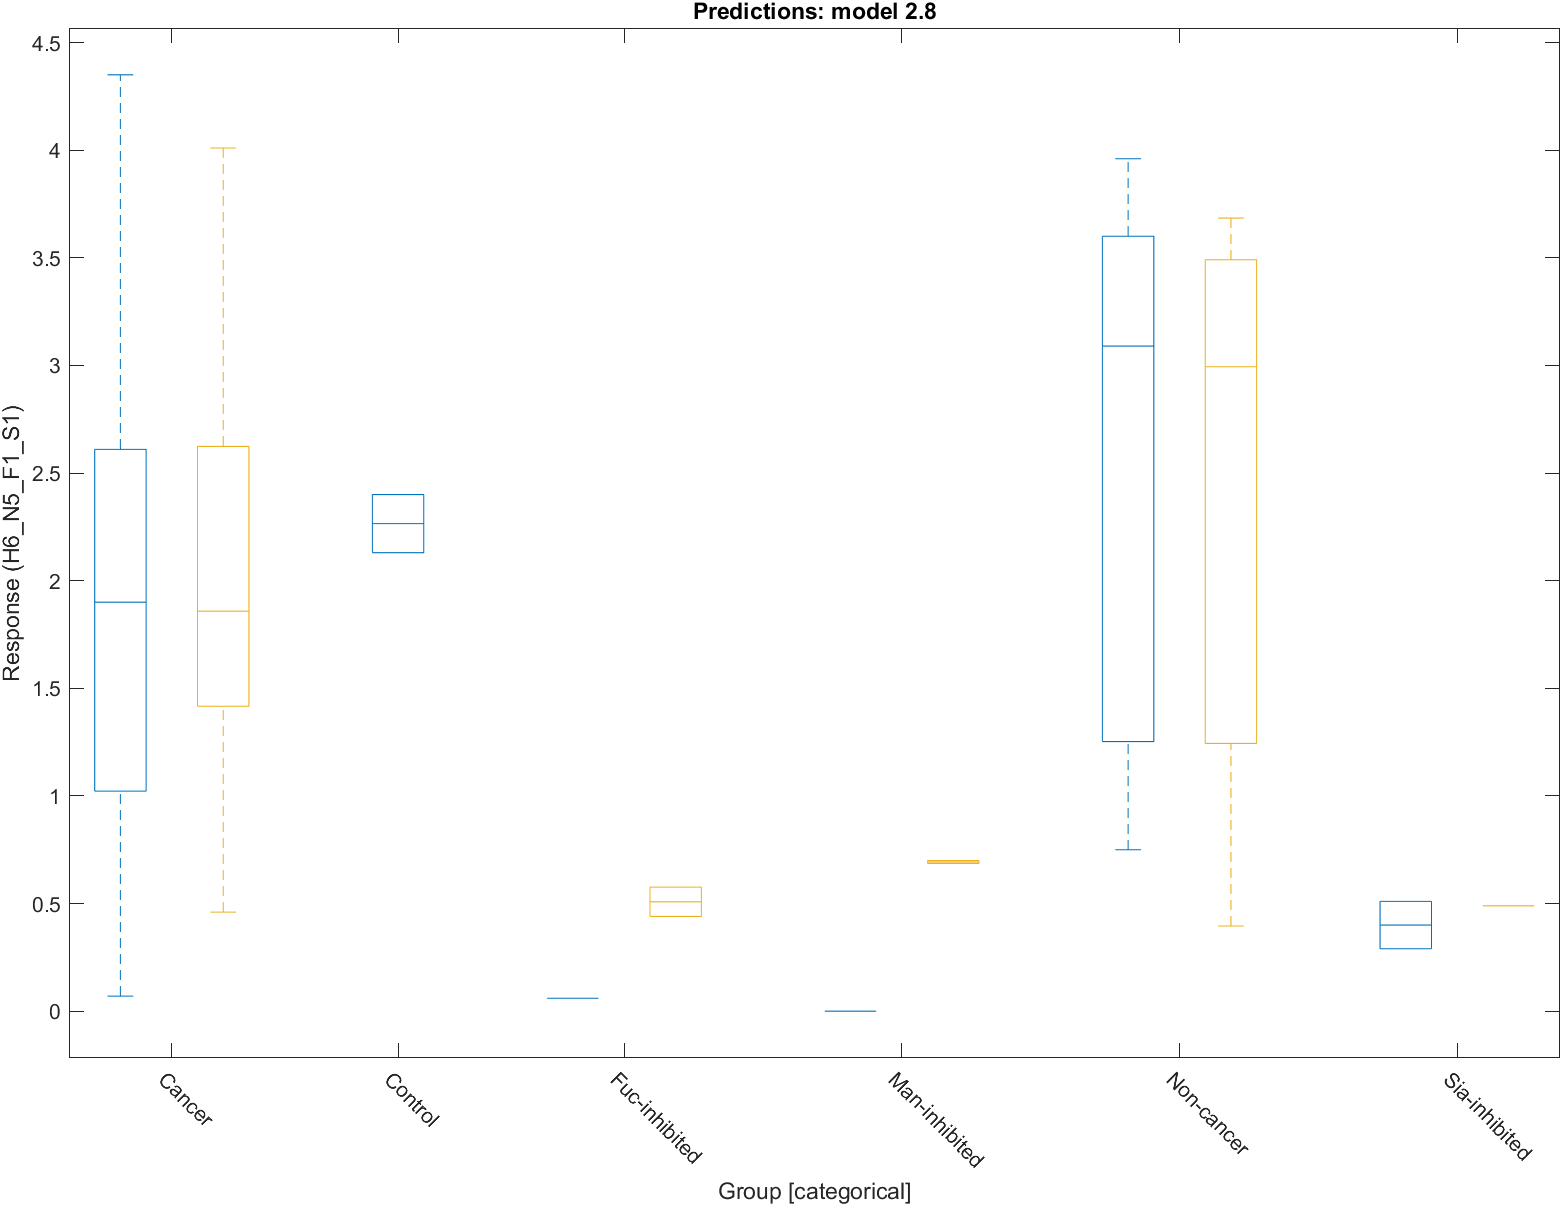 Predictions: model 2.8
4.5
4
3.5
3
2.5
2
1.5
1
0.5
0
Response (H6_N5_F1_S1)
Cancer
Control
Fuc-inhibited
Man-inhibited
Non-cancer
Sia-inhibited
Group [categorical]